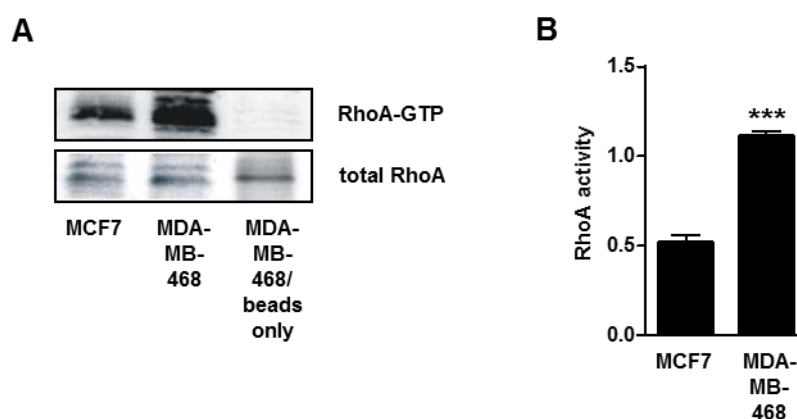 A
RhoA-GTP
total RhoA
MCF7
MDA-
MB-
468
MDA-
MB-
468/
beads
only
B
RhoA activity
1.5
1.0
0.5
0.0
***
MCF7
MDA-
MB-
468